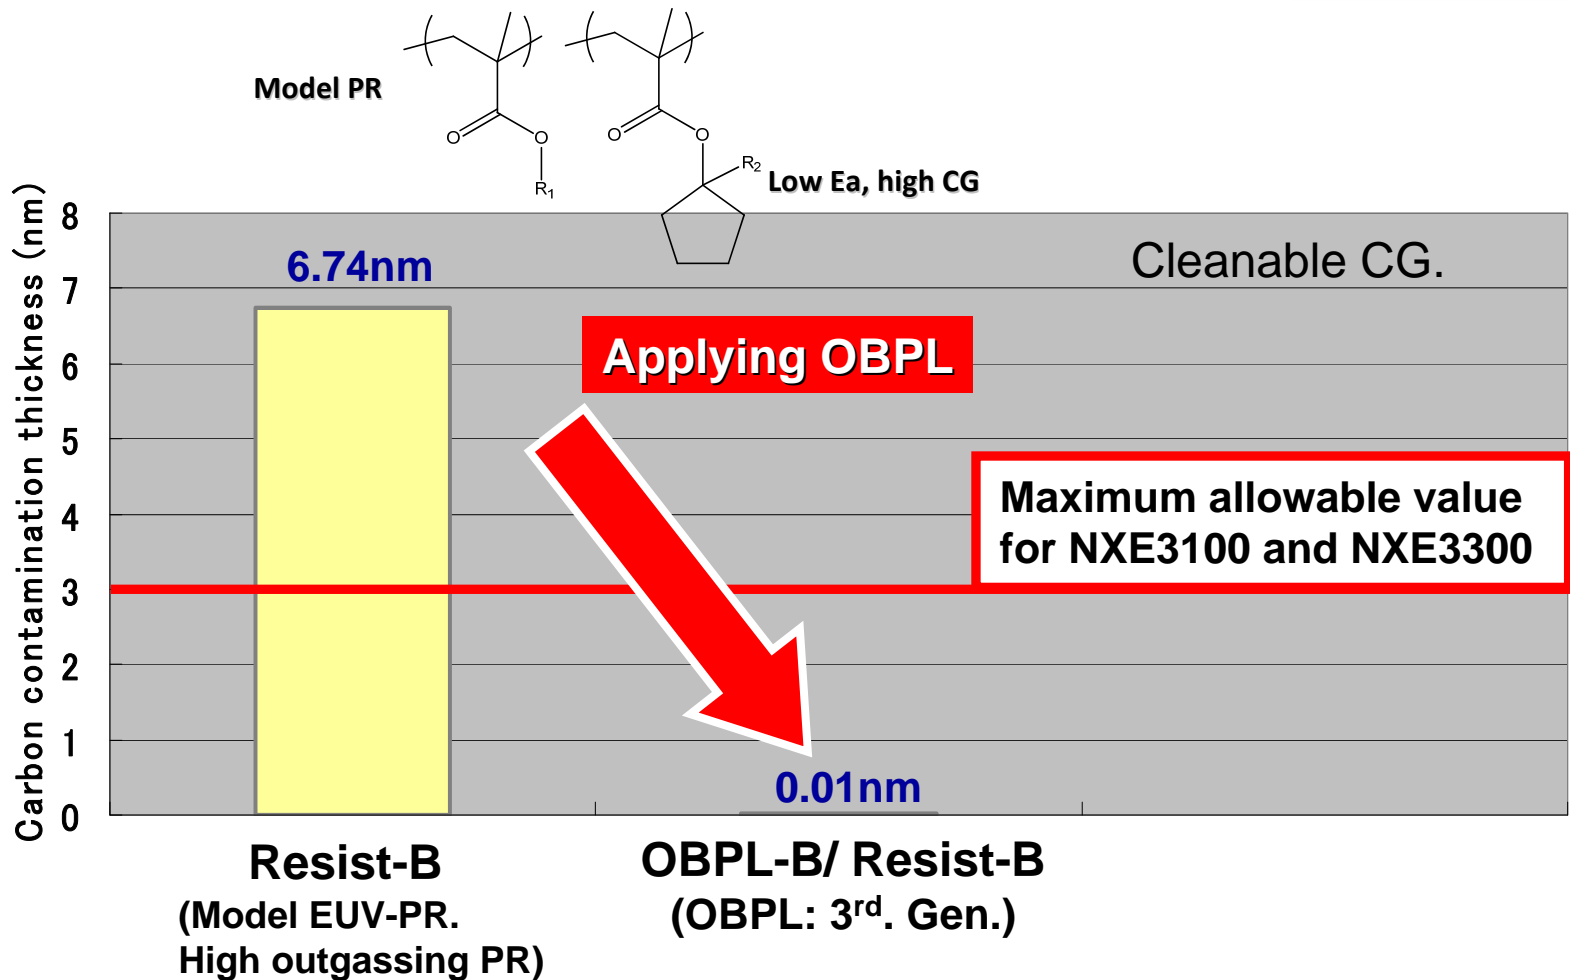 Model PR
O
O
R1
O
O
R2
Low Ea, high CG
Carbon contamination thickness (nm)
8
7
6
5
4
3
2
1
0
6.74nm
Cleanable CG.
Applying OBPL
Maximum allowable value
for NXE3100 and NXE3300
0.01nm
Resist-B
(Model EUV-PR.
High outgassing PR)
OBPL-B/ Resist-B
(OBPL: 3rd. Gen.)